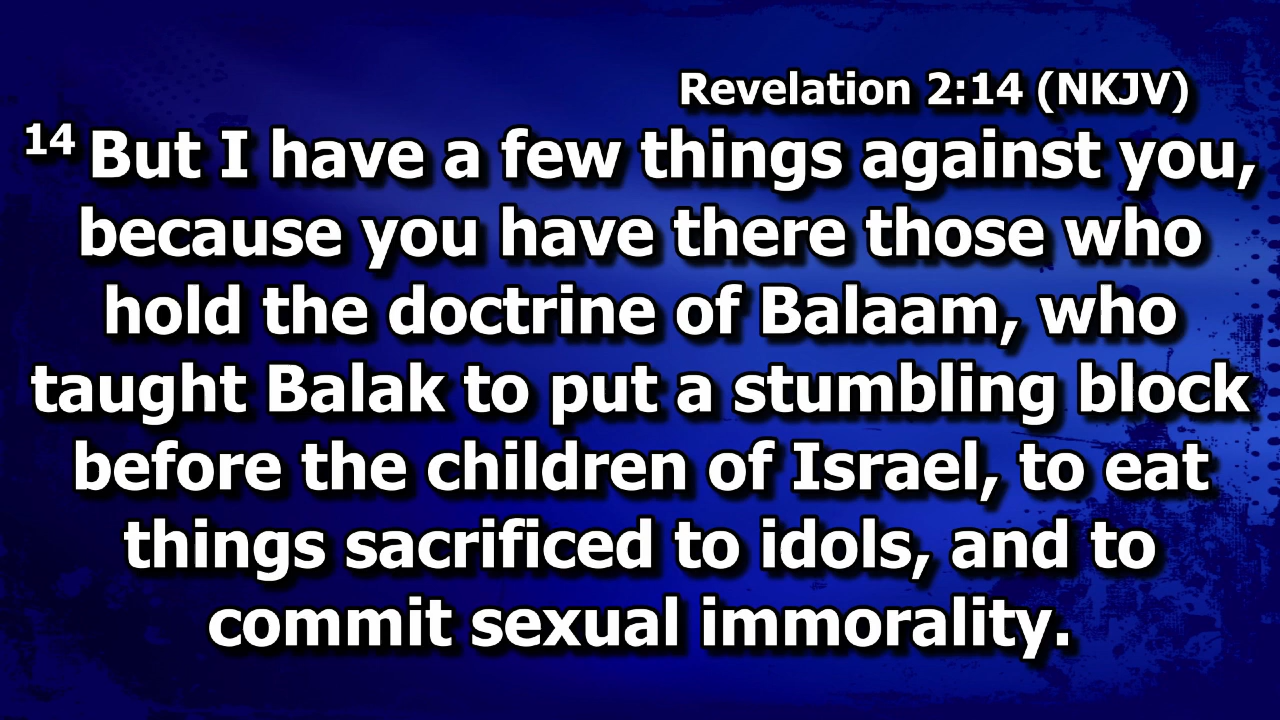 Revelation 2:14 (NKJV)
14 But I have a few things against you,
because you have there those who
hold the doctrine of Balaam, who
taught Balak to put a stumbling block
before the children of Israel, to eat
things sacrificed to idols, and to
commit sexual immorality.